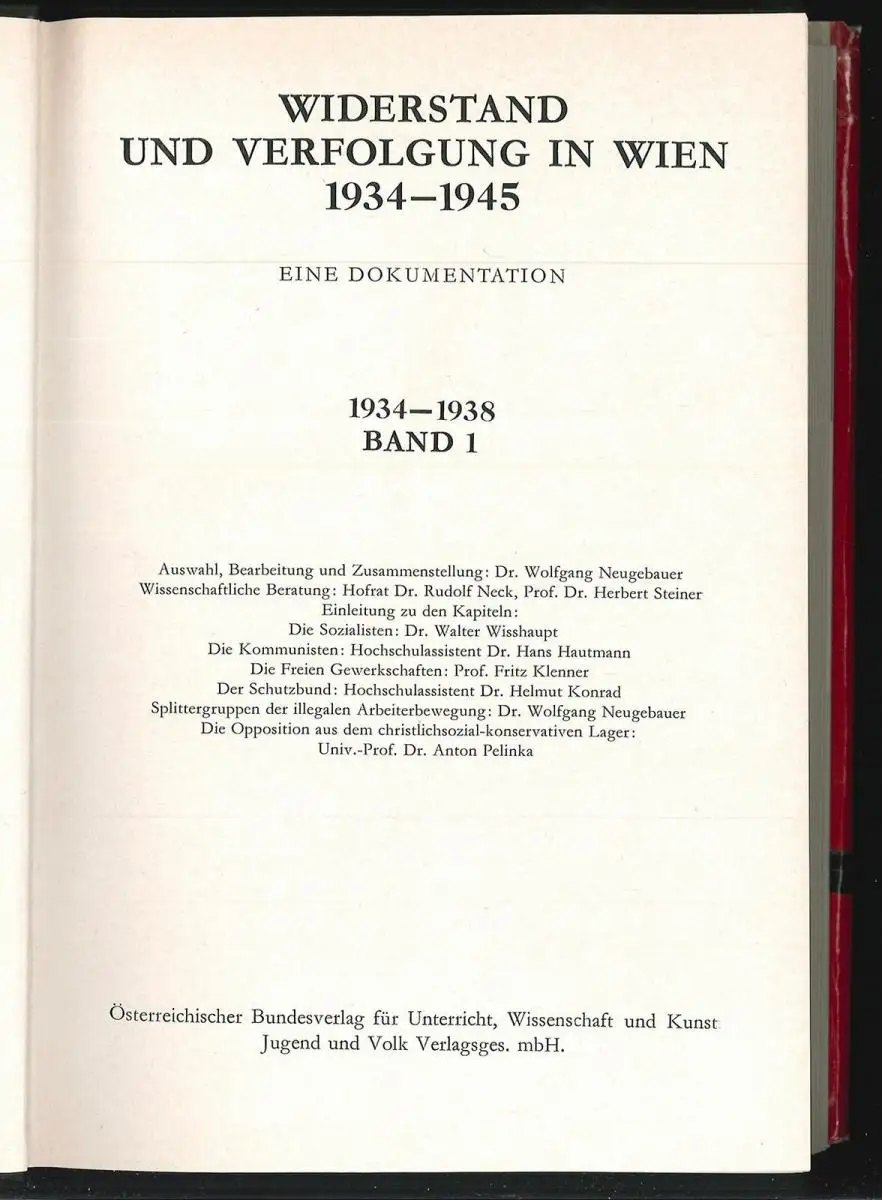 WIDERSTAND
UND VERFOLGUNG IN WIEN
1934—1945
EINE DOKUMENTATION
1934—1938
BAND 1
Auswahl, Bearbeitung und Zusammenstellung: Dr. Wolfgang Neugebauer
Wissenschaftliche Beratung: Hofrat Dr. Rudolf Neck, Prof. Dr. Herbert Steiner
Einleitung zu den Kapiteln:
Die Sozialisten: Dr. Walter Wisshaupt
Die Kommunisten: Hochschulassistent Dr. Hans Hautmann
Die Freien Gewerkschaften: Prof. Fritz Klenner
Der Schutzbund: Hochschulassistent Dr. Helmut Konrad
Splittergruppen der illegalen Arbeiterbewegung: Dr. Wolfgang Neugebauer
Die Opposition aus dem christlichsozial-konservativen Lager:
Univ.-Prof. Dr. Anton Pelinka
Österreichischer Bundesverlag für Unterricht, Wissenschaft und Kunst
Jugend und Volk Verlagsges. mbH.